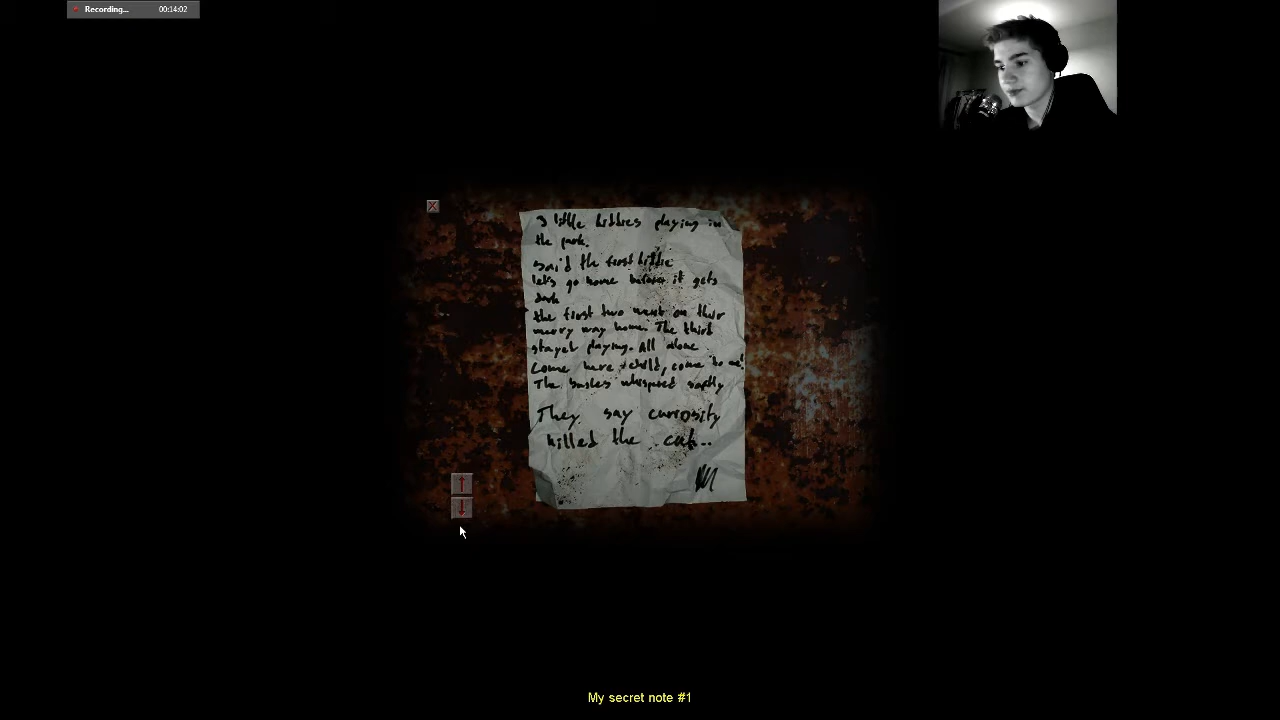 Recording...
00:14:02
3 little kiddies playing in
the park.
said the first kiddie
let's go home before it gets
dark
the first two went on their
merry way home. The third
stayed playing. All alone
Come here child, come to me!
The bushes whispered softly
They say curiosity
killed the cat...
My secret note #1